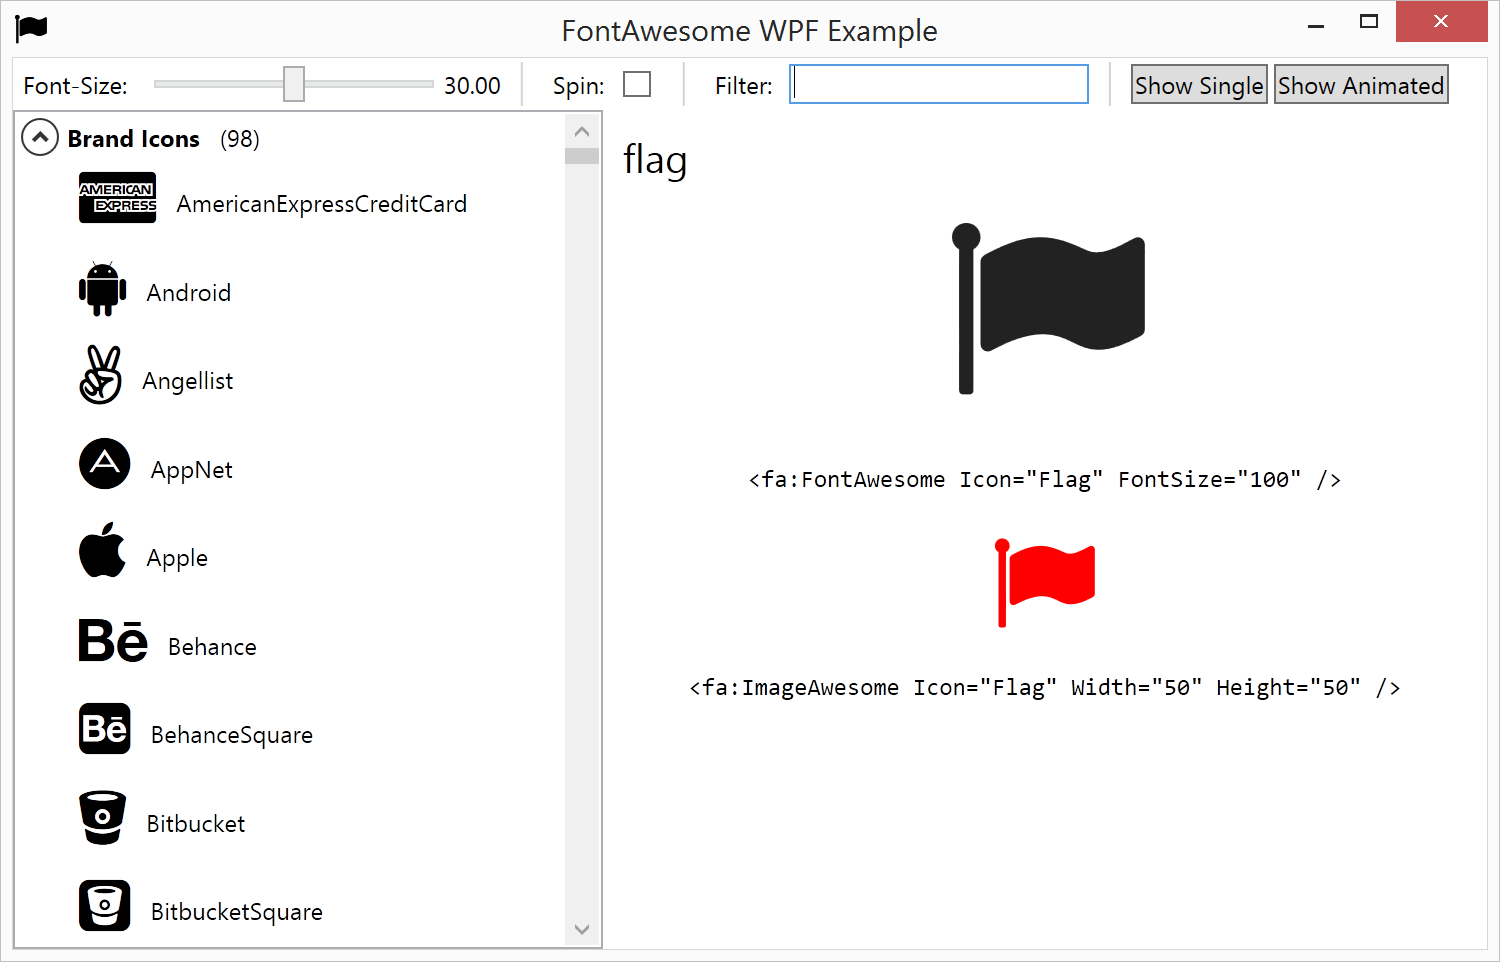 FontAwesome WPF Example
Font-Size: 30.00 Spin: Filter: Show Single Show Animated
Brand Icons (98)
AMERICAN
EXPRESS
AmericanExpressCreditCard
Android
Angellist
AppNet
Apple
Bē
Behance
Bē
BehanceSquare
Bitbucket
BitbucketSquare
flag
<fa:FontAwesome Icon="Flag" FontSize="100" />
<fa:ImageAwesome Icon="Flag" Width="50" Height="50" />